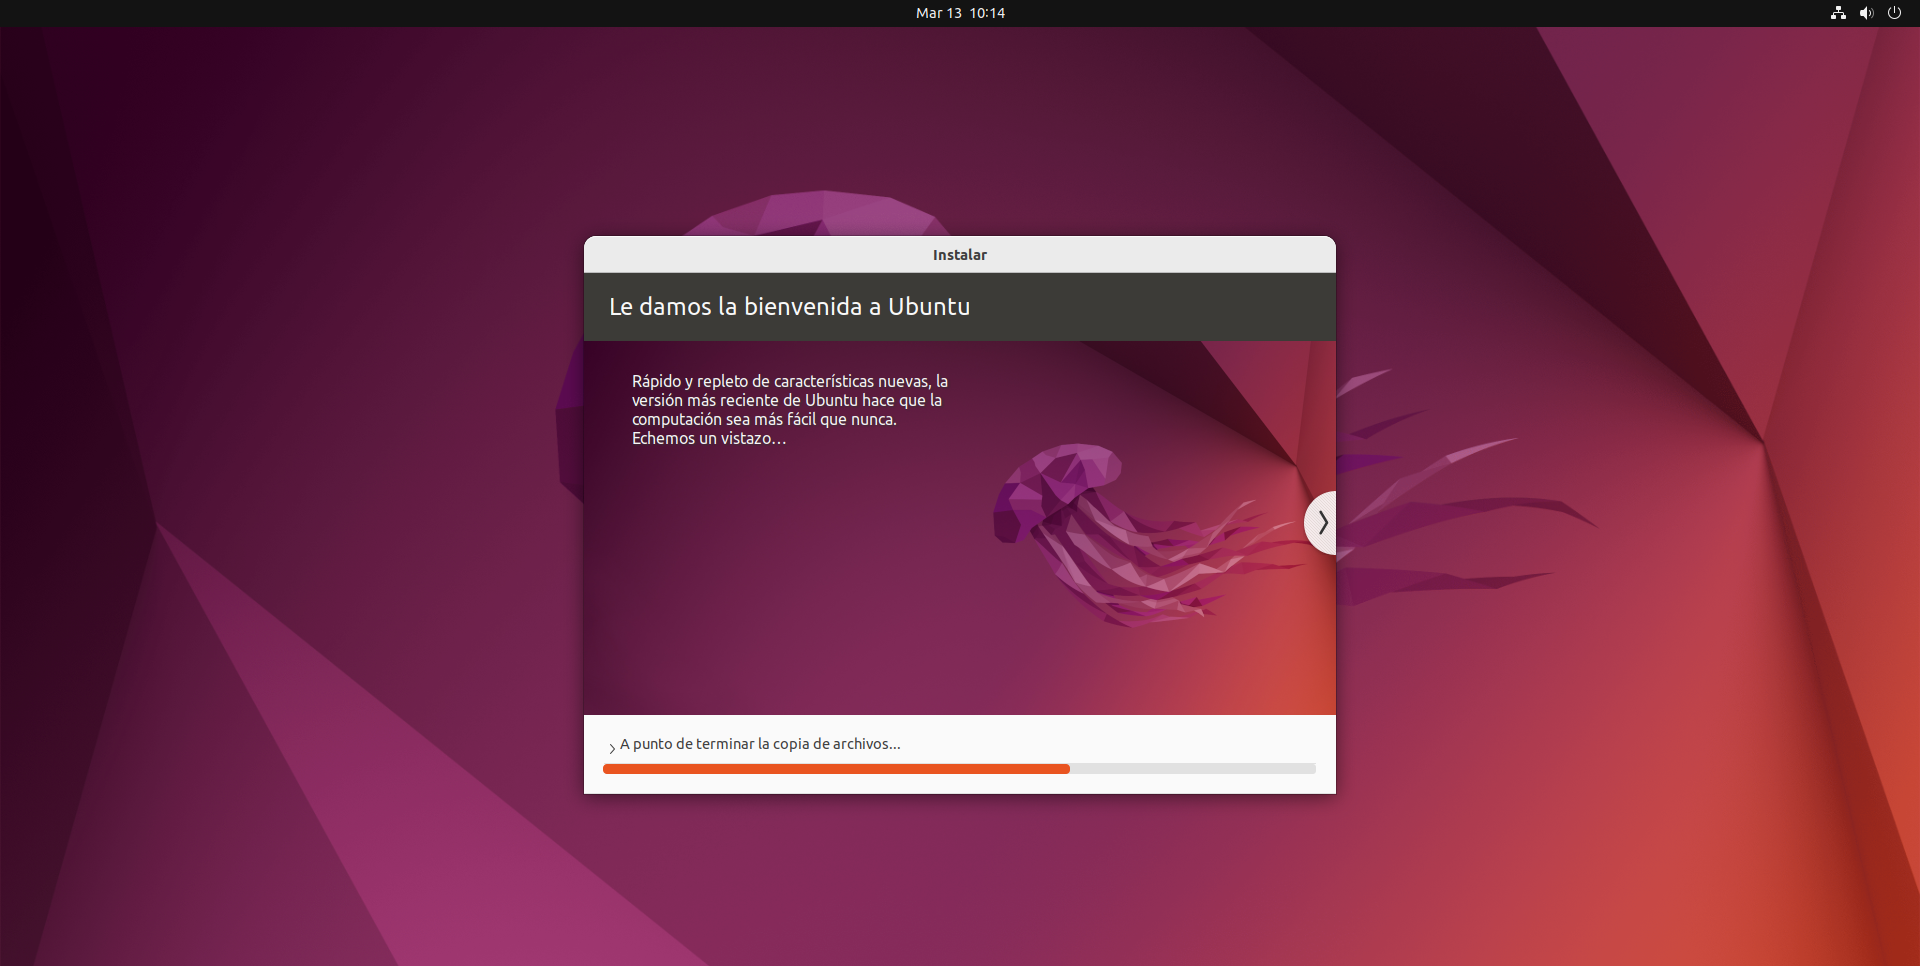 Mar 13 10:14
Instalar
Le damos la bienvenida a Ubuntu
Rápido y repleto de características nuevas, la
versión más reciente de Ubuntu hace que la
computación sea más fácil que nunca.
Echemos un vistazo…
A punto de terminar la copia de archivos...